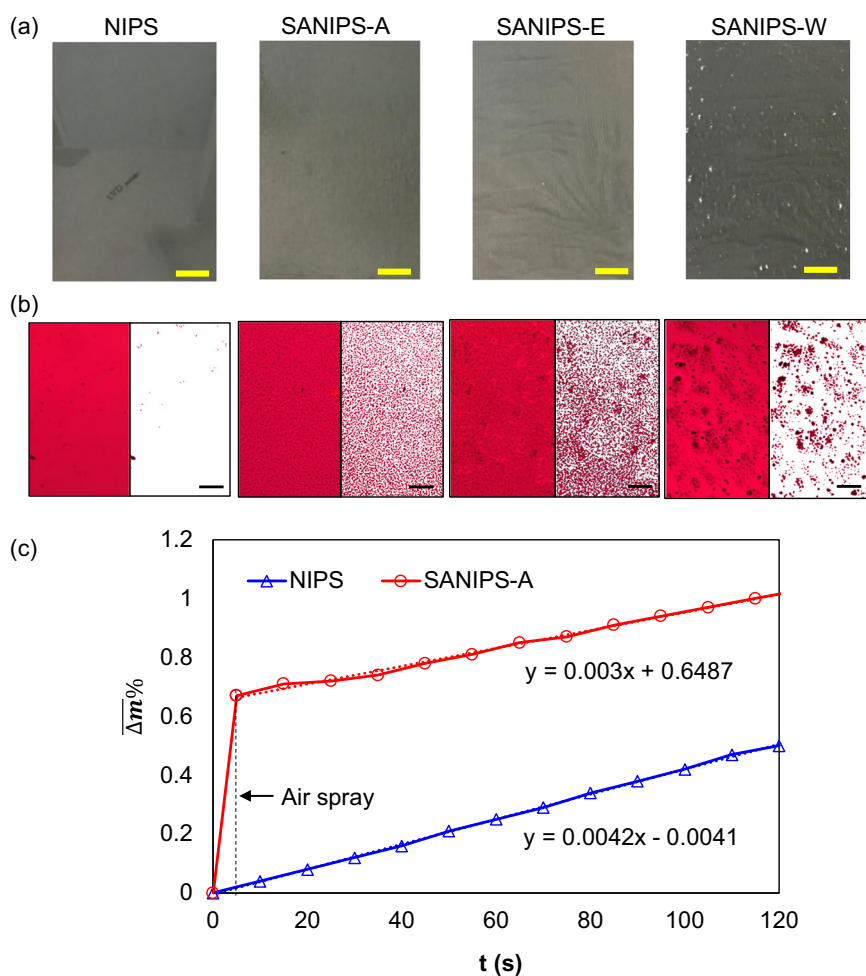 (a)
NIPS SANIPS-A SANIPS-E SANIPS-W
(b)
(c)
1.2
1
0.8
0.6
0.4
0.2
0
Δm%
NIPS SANIPS-A
y = 0.003x + 0.6487
Air spray
y = 0.0042x - 0.0041
0 20 40 60 80 100 120
t (s)